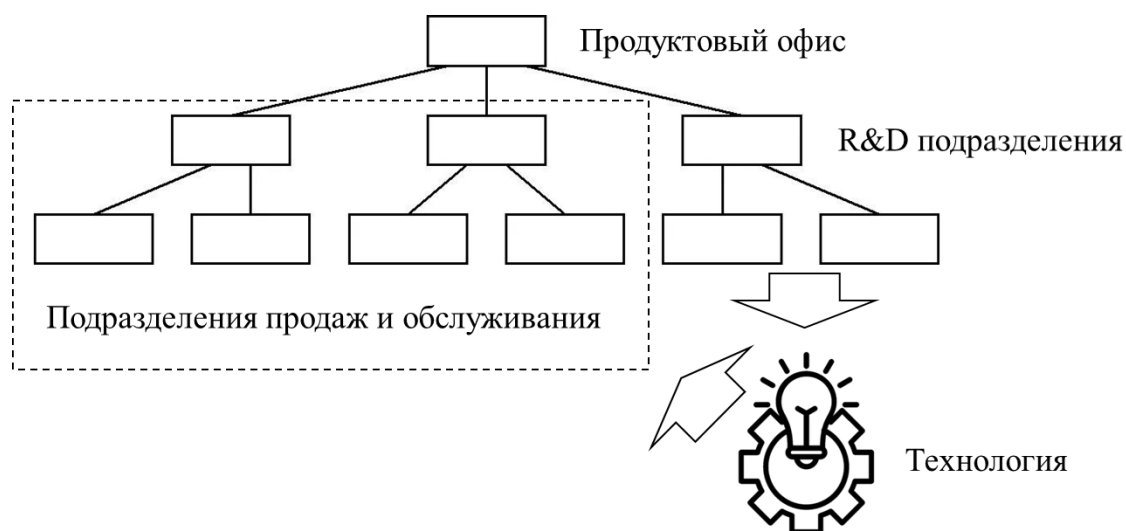 Продуктовый офис
R&D подразделения
Подразделения продаж и обслуживания
Технология